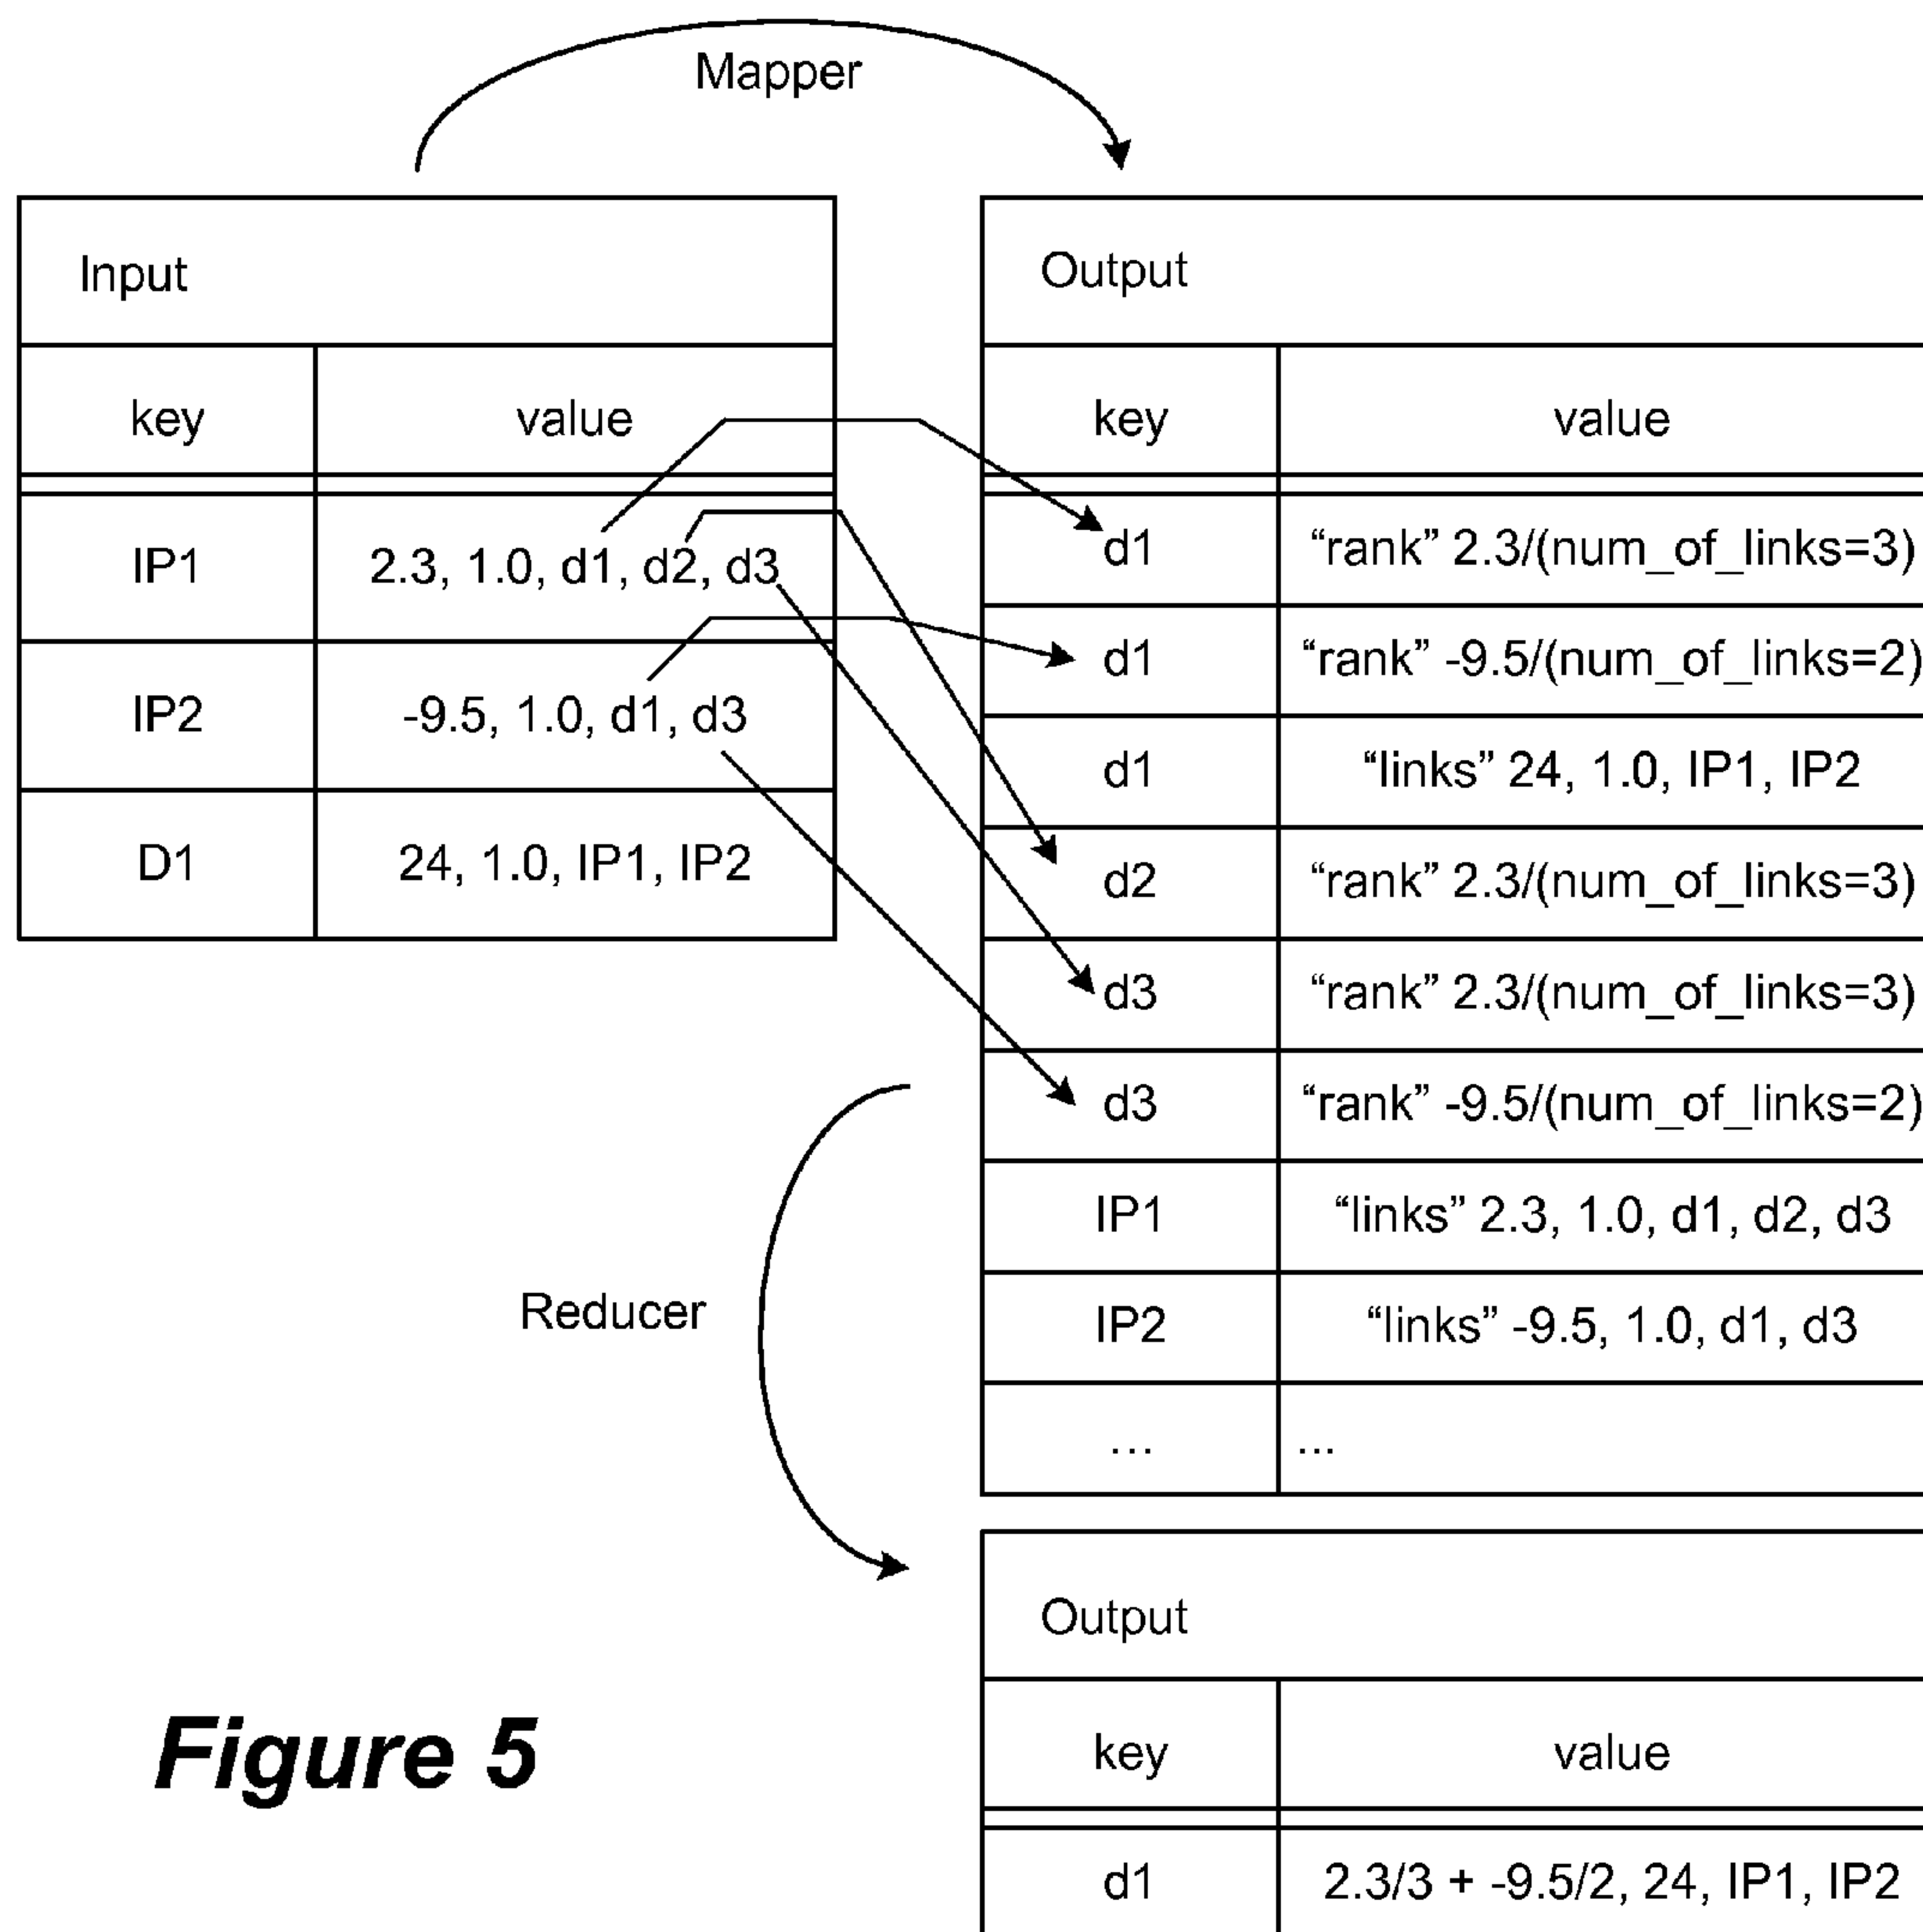 Mapper
Input
key value
IP1 2.3, 1.0, d1, d2, d3
IP2 -9.5, 1.0, d1, d3
D1 24, 1.0, IP1, IP2
Output
key value
d1 “rank” 2.3/(num_of_links=3)
d1 “rank” -9.5/(num_of_links=2)
d1 “links” 24, 1.0, IP1, IP2
d2 “rank” 2.3/(num_of_links=3)
d3 “rank” 2.3/(num_of_links=3)
d3 “rank” -9.5/(num_of_links=2)
IP1 “links” 2.3, 1.0, d1, d2, d3
IP2 “links” -9.5, 1.0, d1, d3
... ...
Reducer
Output
key value
d1 2.3/3 + -9.5/2, 24, IP1, IP2
Figure 5